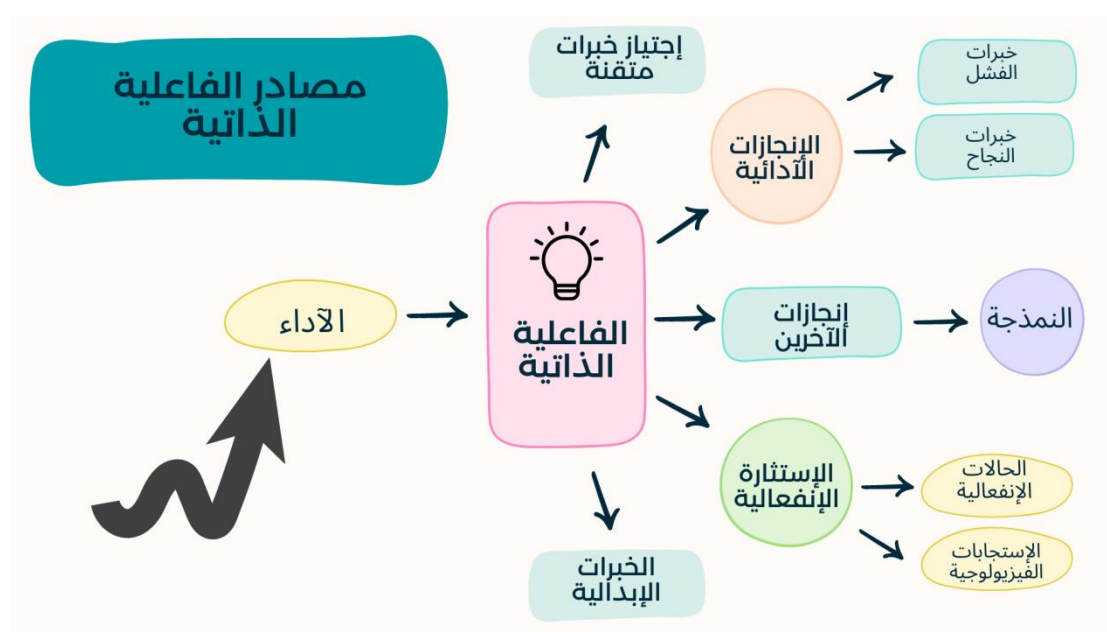 مصادر الفاعلية
الذاتية
إجتياز خبرات
متقنة
الإنجازات
الآدائية
خبرات
الفشل
خبرات
النجاح
الآداء
الفاعلية
الذاتية
إنجازات
الآخرين
النمذجة
الإستثارة
الإنفعالية
الحالات
الإنفعالية
الإستجابات
الفيزيولوجية
الخبرات
الإبدالية